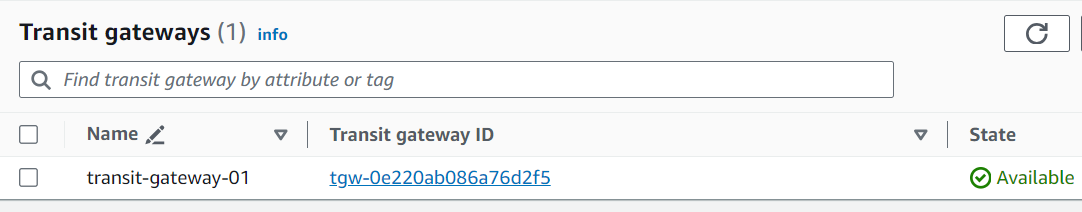 Transit gateways (1) info
Find transit gateway by attribute or tag
Name Transit gateway ID State
transit-gateway-01 tgw-0e220ab086a76d2f5 Available